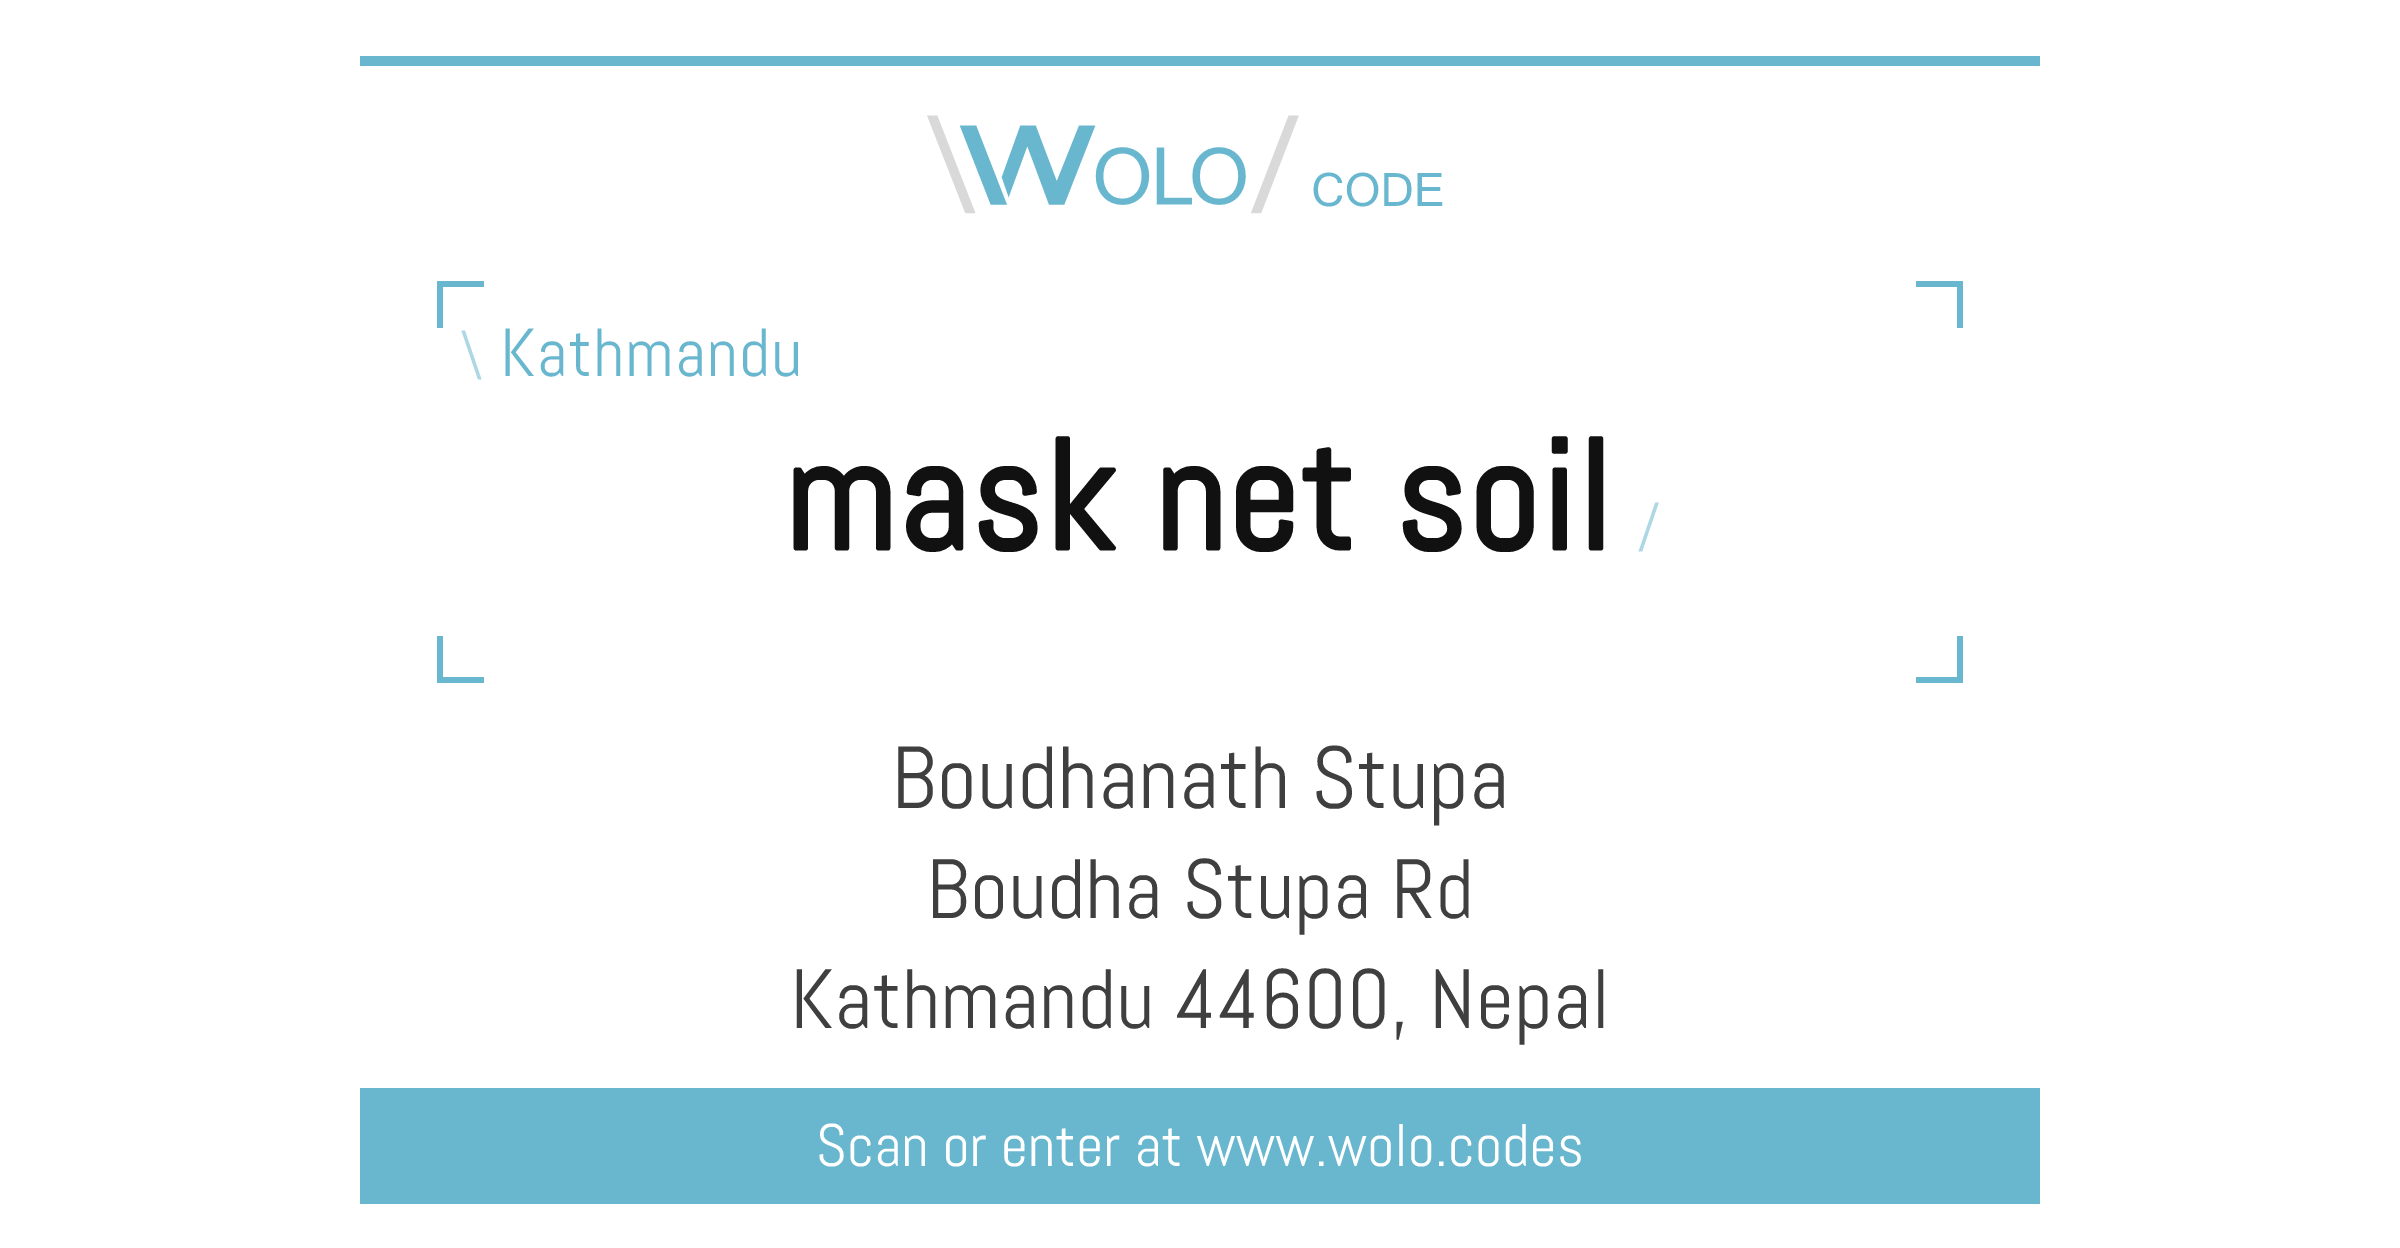 \WOLO/ CODE
\ Kathmandu
mask net soil /
Boudhanath Stupa
Boudha Stupa Rd
Kathmandu 44600, Nepal
Scan or enter at www.wolo.codes